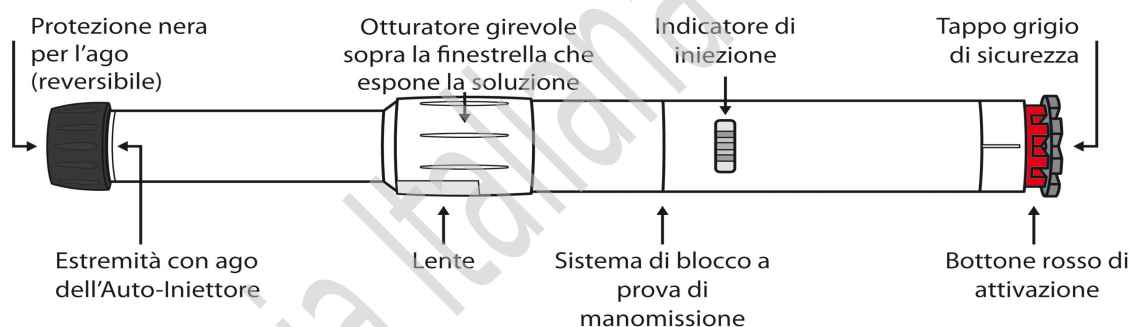 Protezione nera
per l'ago
(reversibile)
Otturatore girevole
sopra la finestrella che
espone la soluzione
Indicatore di
iniezione
Tappo grigio
di sicurezza
Estremità con ago
dell'Auto-Iniettore
Lente
Sistema di blocco a
prova di
manomissione
Bottone rosso di
attivazione